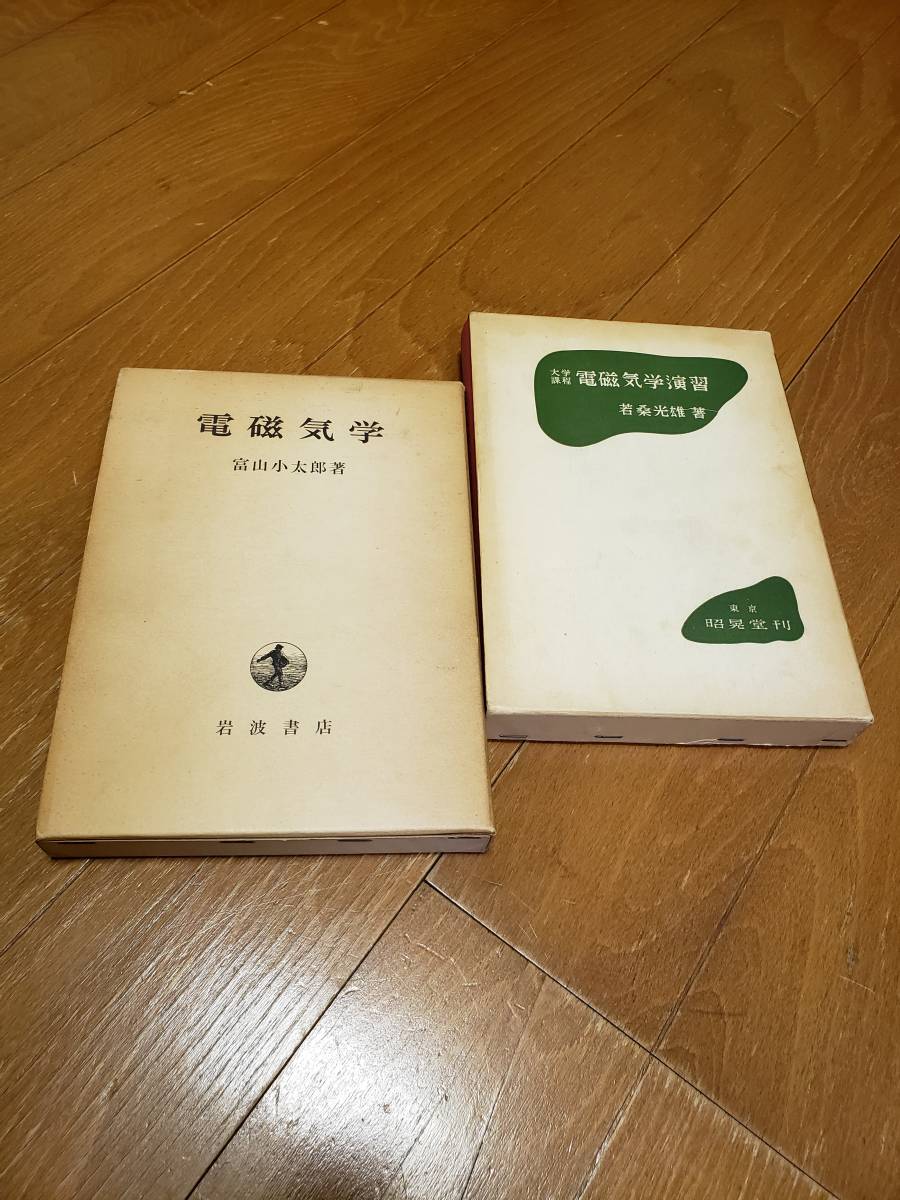 電磁気学
富山小太郎著
岩波書店
大学
課程 電磁気学演習
若桑光雄 著
東京
昭晃堂刊